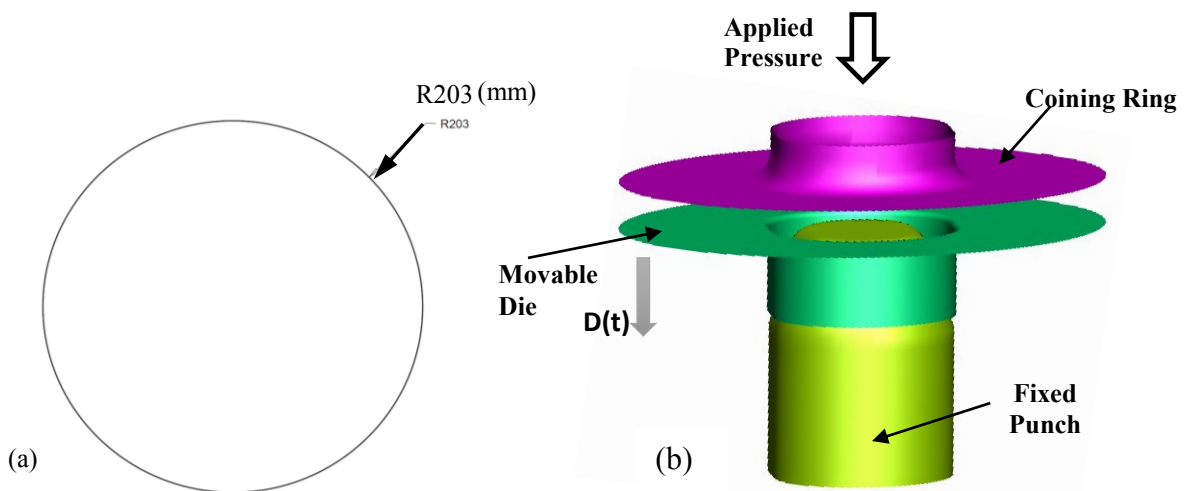 R203 (mm)
R203
(a)
Applied
Pressure
Coining Ring
Movable
Die
D(t)
Fixed
Punch
(b)